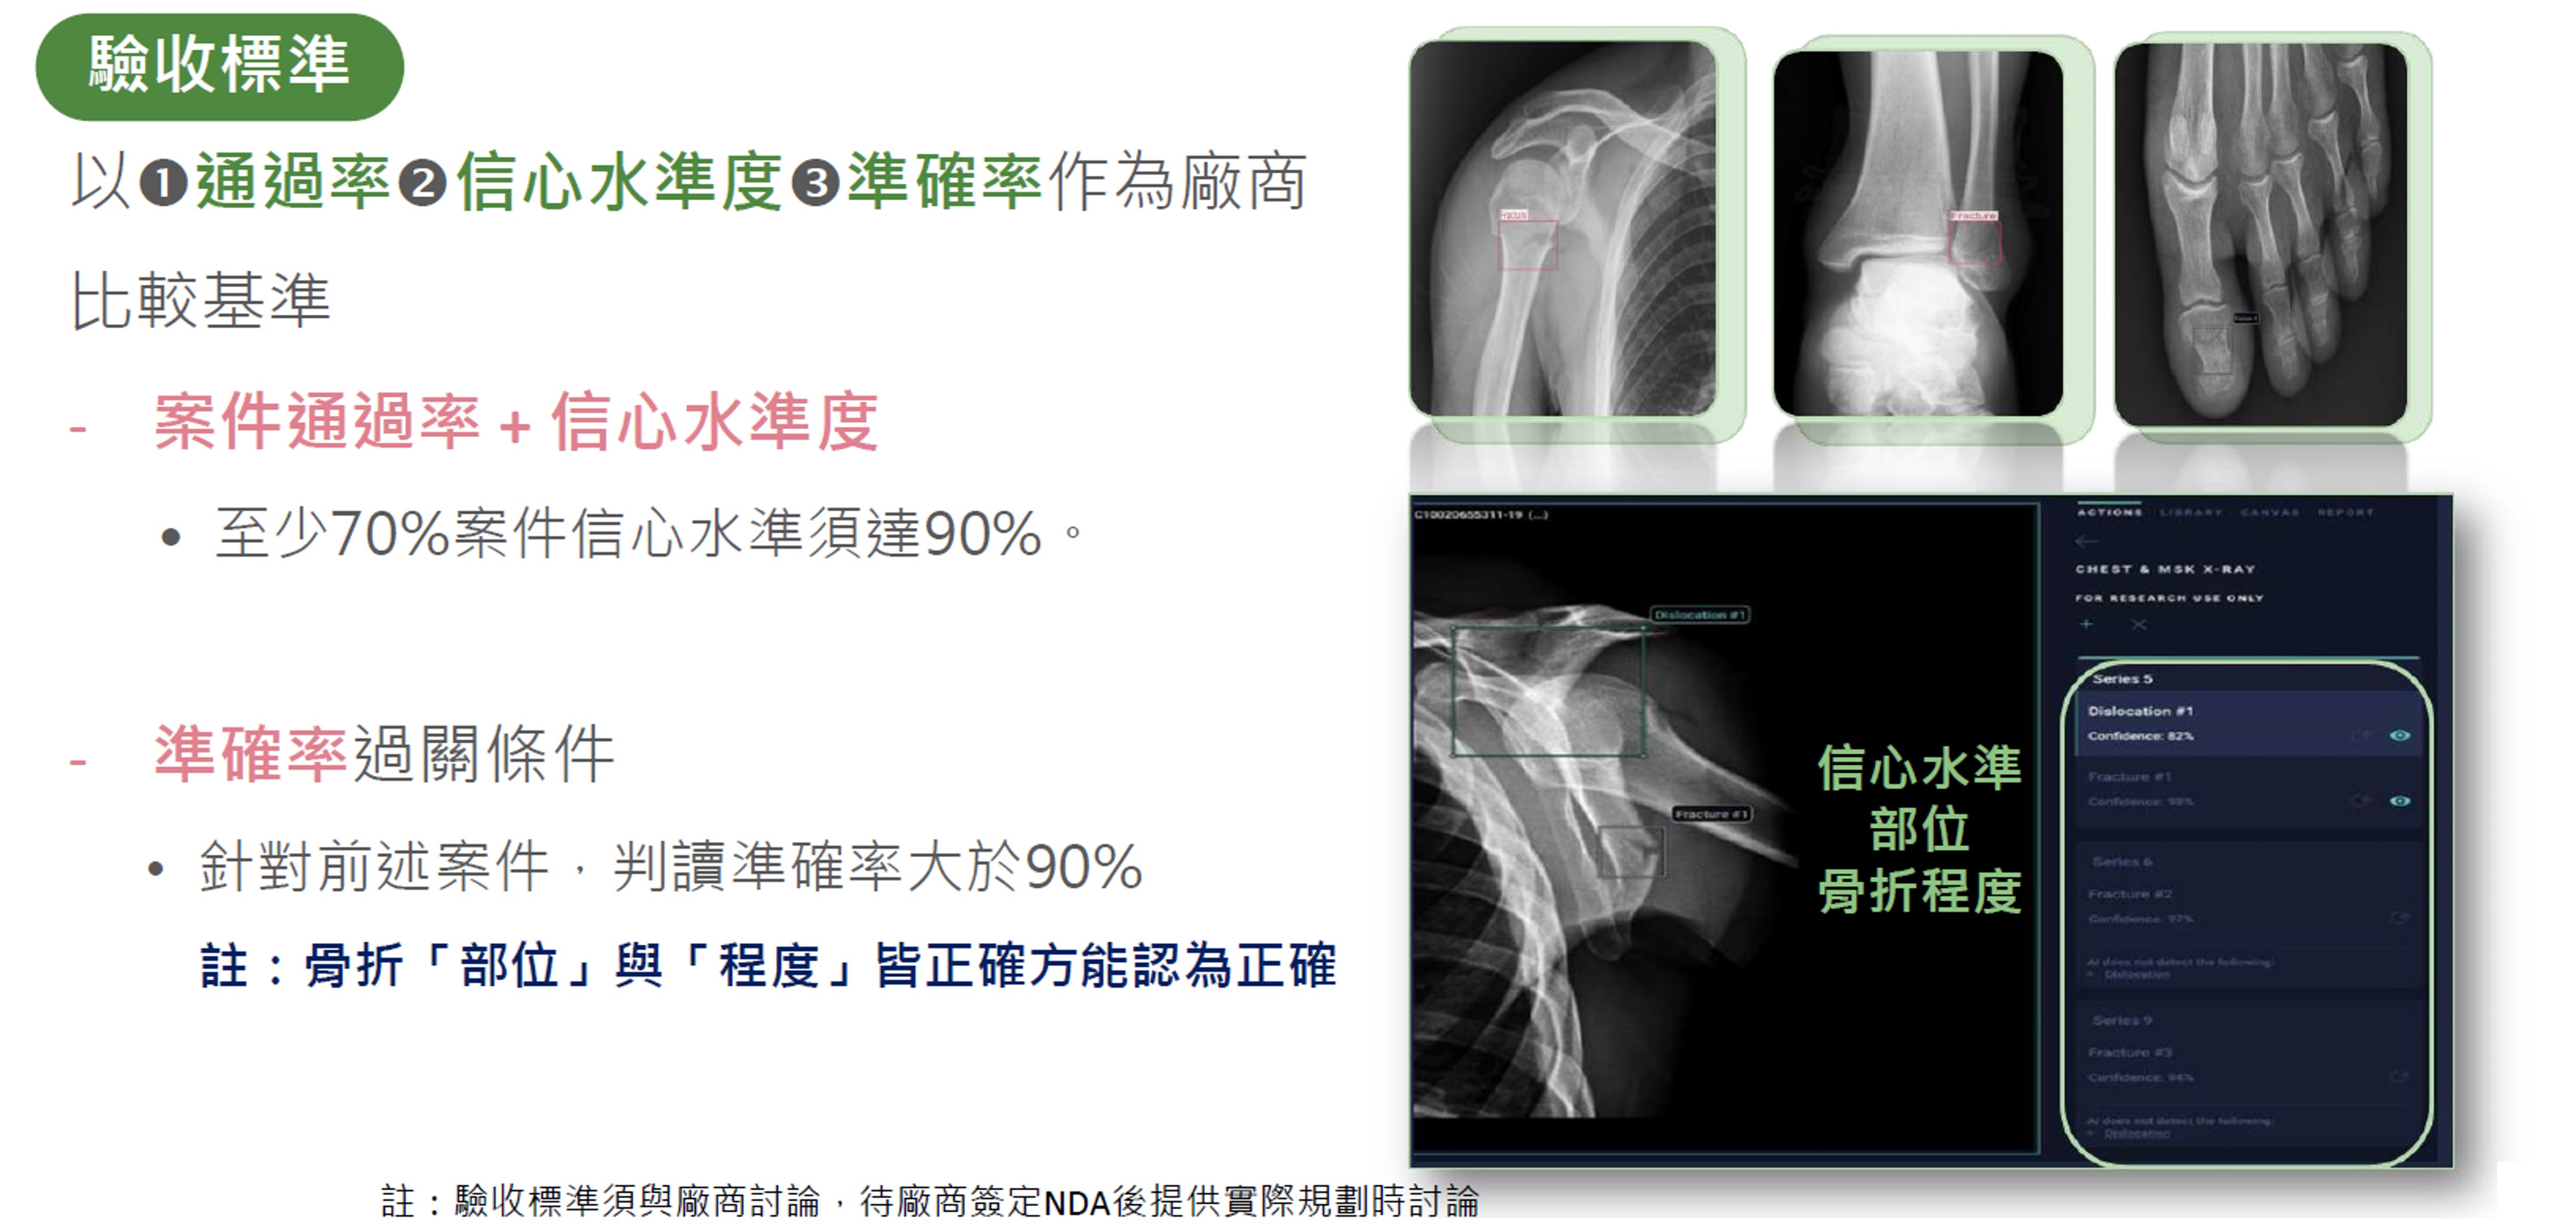 驗收標準
以❶通過率❷信心水準度❸準確率作為廠商
比較基準
- 案件通過率 + 信心水準度
• 至少70%案件信心水準須達90%。
- 準確率過關條件
• 針對前述案件，判讀準確率大於90%
註：骨折「部位」與「程度」皆正確方能認為正確
註：驗收標準須與廠商討論，待廠商簽定NDA後提供實際規劃時討論
Fracture
C10020655311-19 (...)
Dislocation #1
Fracture #1
信心水準
部位
骨折程度
ACTIONS LIBRARY CANVAS REPORT
CHEST & MSK X-RAY
FOR RESEARCH USE ONLY
Series 5
Dislocation #1
Confidence: 82%
Fracture #1
Confidence: 98%
Series 6
Fracture #2
Confidence: 97%
AI does not detect the following:
Dislocation
Series 9
Fracture #3
Confidence: 94%
AI does not detect the following:
Dislocation